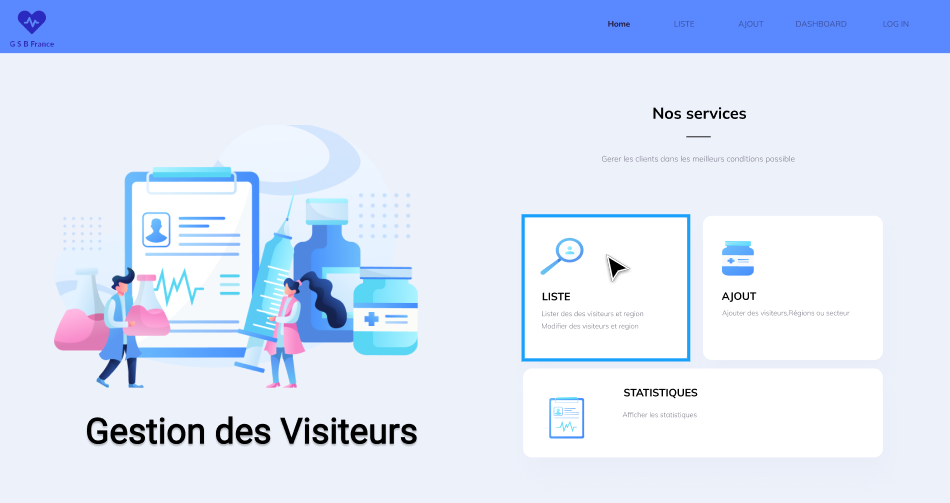 G S B France
Home LISTE AJOUT DASHBOARD LOG IN
Nos services
Gerer les clients dans les meilleurs conditions possible
LISTE
Lister des des visiteurs et region
Modifier des visiteurs et region
AJOUT
Ajouter des visiteurs,Régions ou secteur
STATISTIQUES
Afficher les statistiques
Gestion des Visiteurs